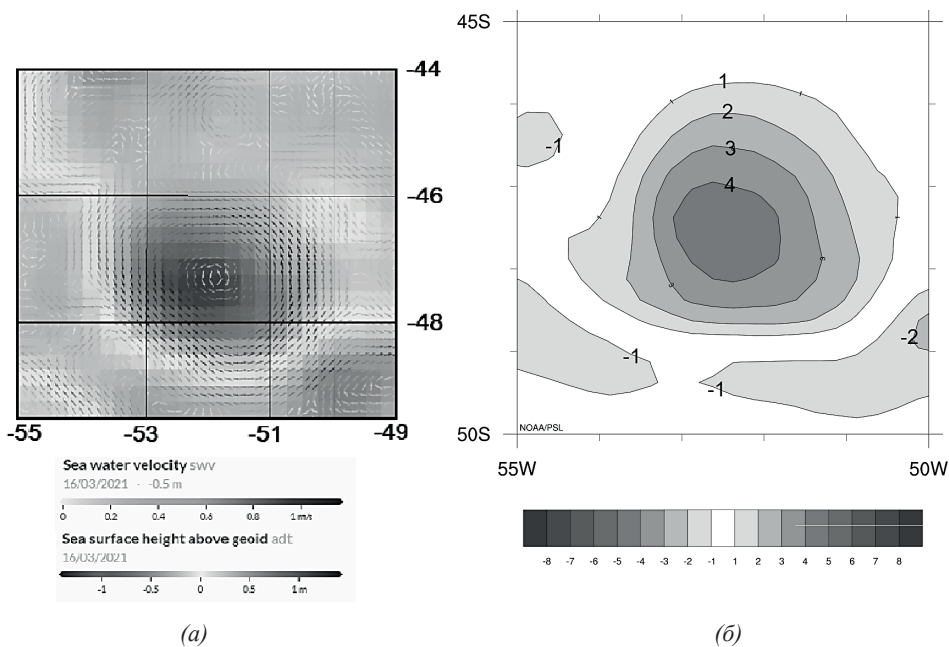 -44
-46
-48
-55 -53 -51 -49
Sea water velocity swv
16/03/2021 - -0.5 m
0 0.2 0.4 0.6 0.8 1 m/s
Sea surface height above geoid adt
16/03/2021
-1 -0.5 0 0.5 1 m
(a)
45S
1
2
3
4
-1
-2
-1
-1
NOAA/PSL
50S
55W 50W
-8 -7 -6 -5 -4 -3 -2 -1 1 2 3 4 5 6 7 8
(б)